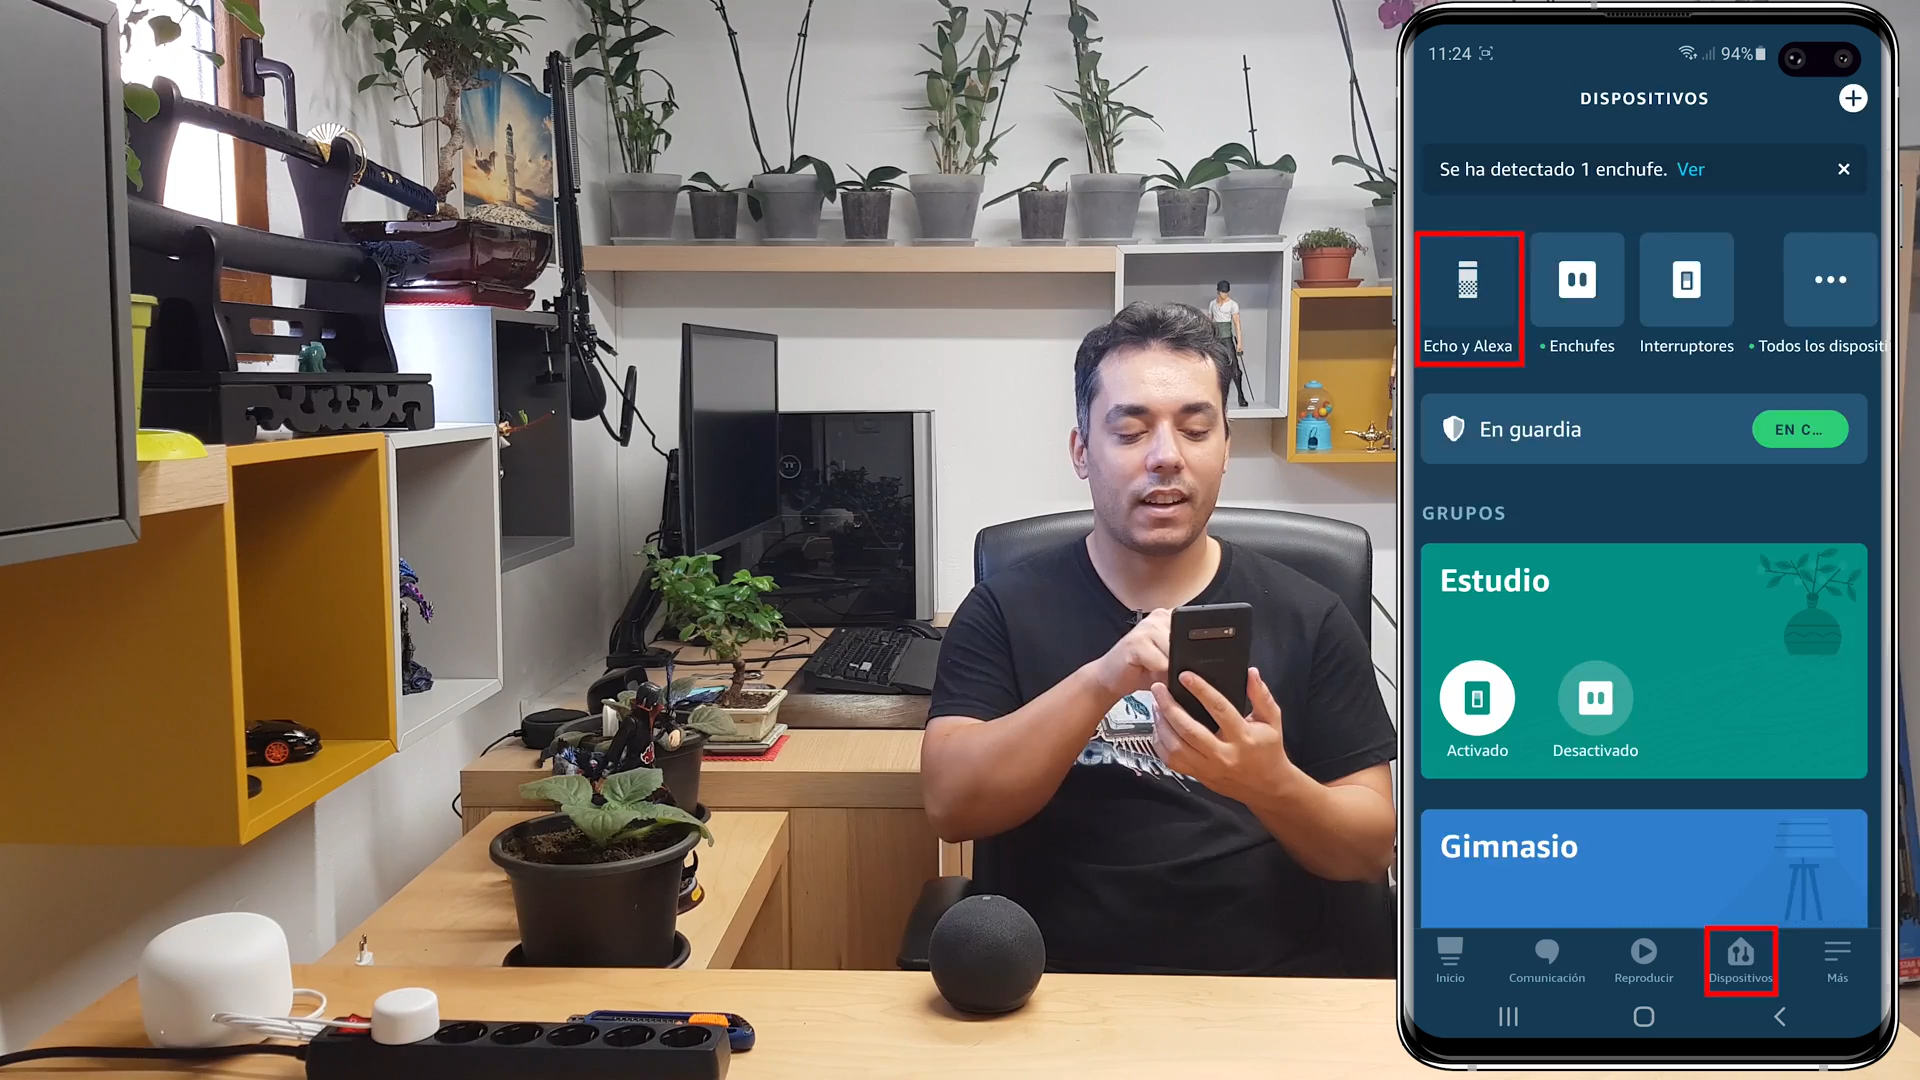 11:24
94%
DISPOSITIVOS
Se ha detectado 1 enchufe. Ver
Echo y Alexa
Enchufes
Interruptores
Todos los dispositi
En guardia
EN C...
GRUPOS
Estudio
Activado
Desactivado
Gimnasio
Inicio
Comunicación
Reproducir
Dispositivos
Más